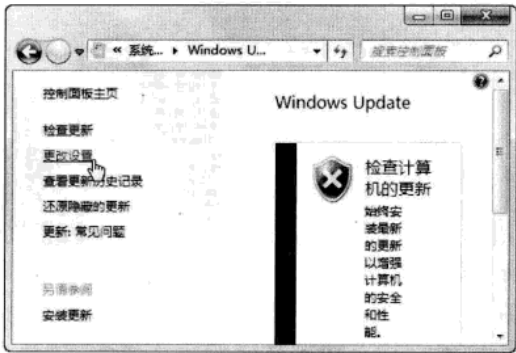 « 系统... ▸ Windows U...
搜索控制面板
控制面板主页
检查更新
更改设置
查看更新历史记录
还原隐藏的更新
更新: 常见问题
另请参阅
安装更新
Windows Update
检查计算
机的更新
始终安
装最新
的更新
以增强
计算机
的安全
和性
能。